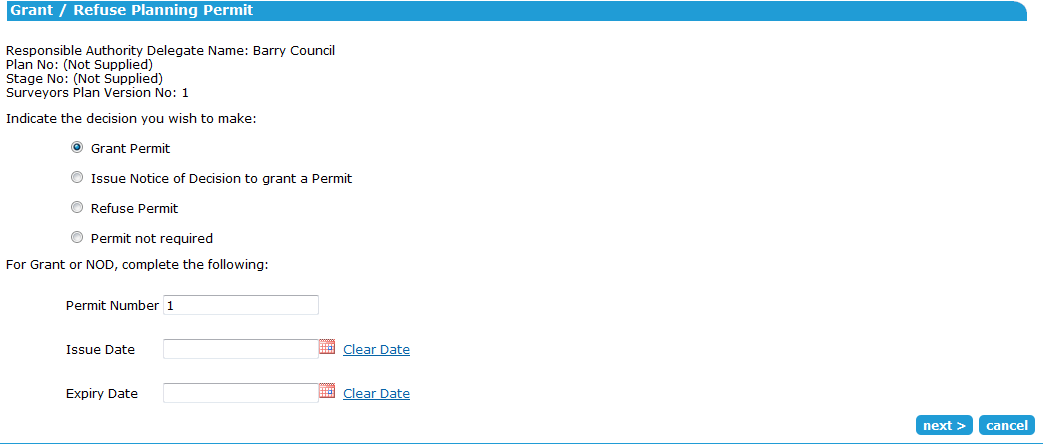 Grant / Refuse Planning Permit
Responsible Authority Delegate Name: Barry Council
Plan No: (Not Supplied)
Stage No: (Not Supplied)
Surveyors Plan Version No: 1
Indicate the decision you wish to make:
Grant Permit
Issue Notice of Decision to grant a Permit
Refuse Permit
Permit not required
For Grant or NOD, complete the following:
Permit Number 1
Issue Date Clear Date
Expiry Date Clear Date
next > cancel